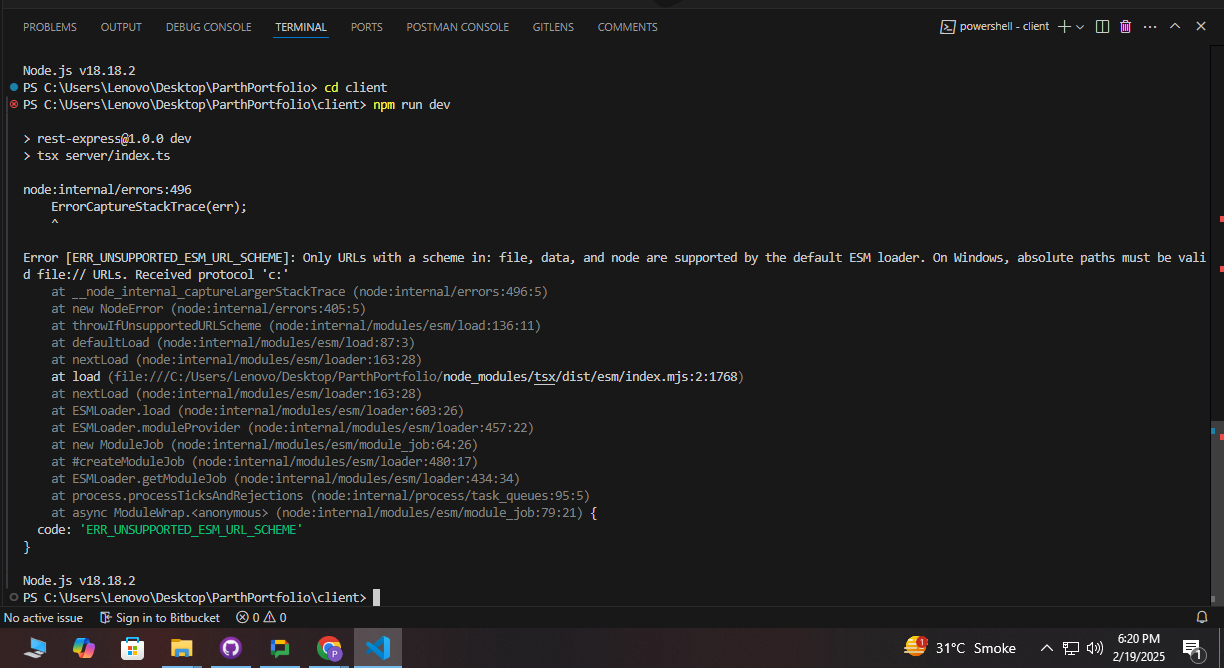 PROBLEMS OUTPUT DEBUG CONSOLE TERMINAL PORTS POSTMAN CONSOLE GITLENS COMMENTS powershell - client
Node.js v18.18.2
PS C:\Users\Lenovo\Desktop\ParthPortfolio> cd client
PS C:\Users\Lenovo\Desktop\ParthPortfolio\client> npm run dev
> rest-express@1.0.0 dev
> tsx server/index.ts
node:internal/errors:496
    ErrorCaptureStackTrace(err);
    ^
Error [ERR_UNSUPPORTED_ESM_URL_SCHEME]: Only URLs with a scheme in: file, data, and node are supported by the default ESM loader. On Windows, absolute paths must be vali
d file:// URLs. Received protocol 'c:'
    at __node_internal_captureLargerStackTrace (node:internal/errors:496:5)
    at new NodeError (node:internal/errors:405:5)
    at throwIfUnsupportedURLScheme (node:internal/modules/esm/load:136:11)
    at defaultLoad (node:internal/modules/esm/load:87:3)
    at nextLoad (node:internal/modules/esm/loader:163:28)
    at load (file:///C:/Users/Lenovo/Desktop/ParthPortfolio/node_modules/tsx/dist/esm/index.mjs:2:1768)
    at nextLoad (node:internal/modules/esm/loader:163:28)
    at ESMLoader.load (node:internal/modules/esm/loader:603:26)
    at ESMLoader.moduleProvider (node:internal/modules/esm/loader:457:22)
    at new ModuleJob (node:internal/modules/esm/module_job:64:26)
    at #createModuleJob (node:internal/modules/esm/loader:480:17)
    at ESMLoader.getModuleJob (node:internal/modules/esm/loader:434:34)
    at process.processTicksAndRejections (node:internal/process/task_queues:95:5)
    at async ModuleWrap.<anonymous> (node:internal/modules/esm/module_job:79:21) {
  code: 'ERR_UNSUPPORTED_ESM_URL_SCHEME'
}
Node.js v18.18.2
PS C:\Users\Lenovo\Desktop\ParthPortfolio\client>
No active issue Sign in to Bitbucket 0 0
1 31°C Smoke 6:20 PM
2/19/2025 1